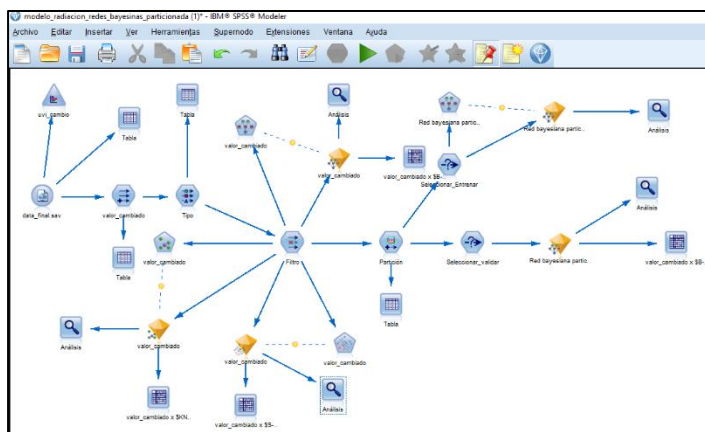 modelo_radiacion_redes_bayesinas_particionada (1)* - IBM® SPSS® Modeler
Archivo Editar Insertar Ver Herramientas Supernodo Extensiones Ventana Ayuda
uvi_cambio
Tabla
Tabla
valor_cambiado
Análisis
valor_cambiado
Red bayesiana partic..
Red bayesiana partic...
Análisis
valor_cambiado x $B-...
Seleccionar_Entrenar
data_final.sav
valor_cambiado
Tipo
Análisis
Tabla
valor_cambiado
Filtro
Partición
Seleccionar_validar
Red bayesiana partic...
valor_cambiado x $B-...
Tabla
Análisis
valor_cambiado
valor_cambiado
valor_cambiado
valor_cambiado x $KN...
valor_cambiado x $S-...
Análisis